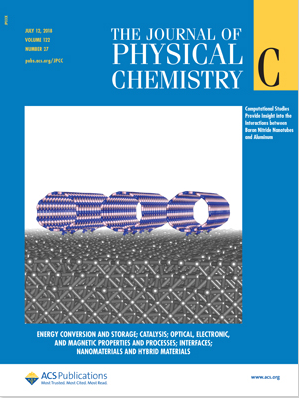 JULY 12, 2018
VOLUME 122
NUMBER 27
pubs.acs.org/JPCC
THE JOURNAL OF
PHYSICAL
CHEMISTRY
C
Computational Studies
Provide Insight into the
Interactions between
Boron Nitride Nanotubes
and Aluminum
ENERGY CONVERSION AND STORAGE; CATALYSIS; OPTICAL, ELECTRONIC,
AND MAGNETIC PROPERTIES AND PROCESSES; INTERFACES;
NANOMATERIALS AND HYBRID MATERIALS
ACS Publications
Most Trusted. Most Cited. Most Read.
www.acs.org